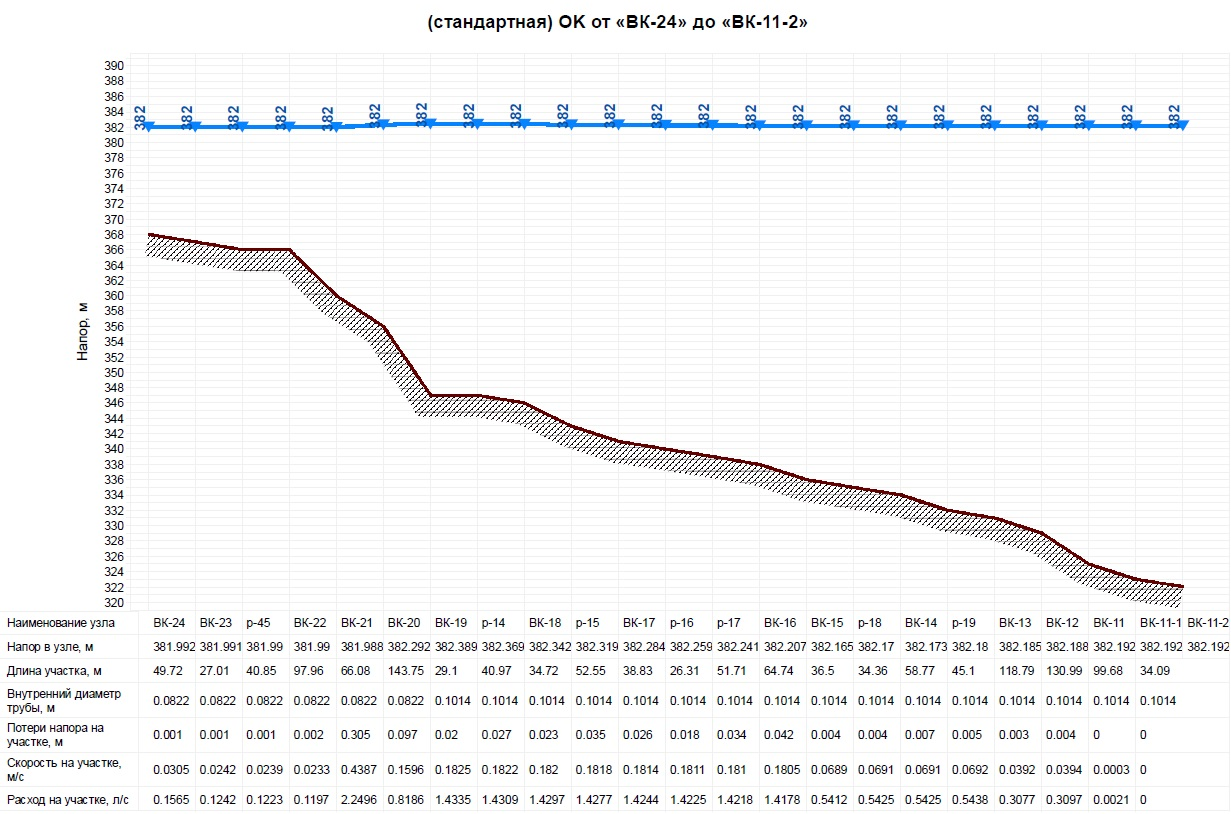 (стандартная) ОК от «ВК-24» до «ВК-11-2»
390
388
386
384
382
380
378
376
374
372
370
368
366
364
362
360
358
356
354
352
350
348
346
344
342
340
338
336
334
332
330
328
326
324
322
320
Напор, м
382 382 382 382 382 382 382 382 382 382 382 382 382 382 382 382 382 382 382 382 382 382 382
Наименование узла ВК-24 ВК-23 р-45 ВК-22 ВК-21 ВК-20 ВК-19 р-14 ВК-18 р-15 ВК-17 р-16 р-17 ВК-16 ВК-15 р-18 ВК-14 р-19 ВК-13 ВК-12 ВК-11 ВК-11-1 ВК-11-2
Напор в узле, м 381.992 381.991 381.99 381.99 381.988 382.292 382.389 382.369 382.342 382.319 382.284 382.259 382.241 382.207 382.165 382.17 382.173 382.18 382.185 382.188 382.192 382.192 382.192
Длина участка, м 49.72 27.01 40.85 97.96 66.08 143.75 29.1 40.97 34.72 52.55 38.83 26.31 51.71 64.74 36.5 34.36 58.77 45.1 118.79 130.99 99.68 34.09
Внутренний диаметр
трубы, м 0.0822 0.0822 0.0822 0.0822 0.0822 0.0822 0.1014 0.1014 0.1014 0.1014 0.1014 0.1014 0.1014 0.1014 0.1014 0.1014 0.1014 0.1014 0.1014 0.1014 0.1014 0.1014
Потери напора на
участке, м 0.001 0.001 0.001 0.002 0.305 0.097 0.02 0.027 0.023 0.035 0.026 0.018 0.034 0.042 0.004 0.004 0.007 0.005 0.003 0.004 0 0
Скорость на участке,
м/с 0.0305 0.0242 0.0239 0.0233 0.4387 0.1596 0.1825 0.1822 0.182 0.1818 0.1814 0.1811 0.181 0.1805 0.0689 0.0691 0.0691 0.0692 0.0392 0.0394 0.0003 0
Расход на участке, л/с 0.1565 0.1242 0.1223 0.1197 2.2496 0.8186 1.4335 1.4309 1.4297 1.4277 1.4244 1.4225 1.4218 1.4178 0.5412 0.5425 0.5425 0.5438 0.3077 0.3097 0.0021 0